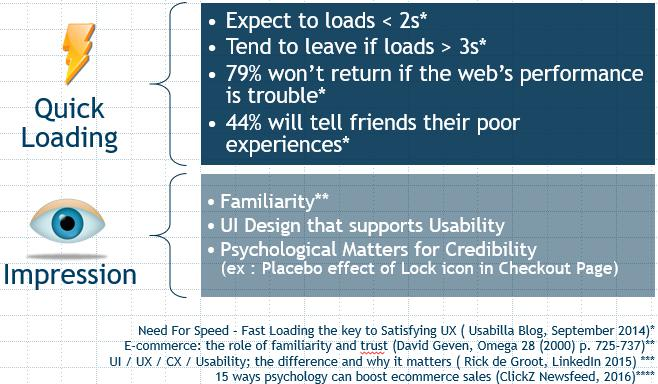 Quick
Loading
• Expect to loads < 2s*
• Tend to leave if loads > 3s*
• 79% won't return if the web's performance
is trouble*
• 44% will tell friends their poor
experiences*
Impression
• Familiarity**
• UI Design that supports Usability
• Psychological Matters for Credibility
(ex : Placebo effect of Lock icon in Checkout Page)
Need For Speed - Fast Loading the key to Satisfying UX ( Usabilla Blog, September 2014)*
E-commerce: the role of familiarity and trust (David Geven, Omega 28 (2000) p. 725-737)**
UI / UX / CX / Usability; the difference and why it matters ( Rick de Groot, LinkedIn 2015) ***
15 ways psychology can boost ecommerce sales (ClickZ Newsfeed, 2016)****